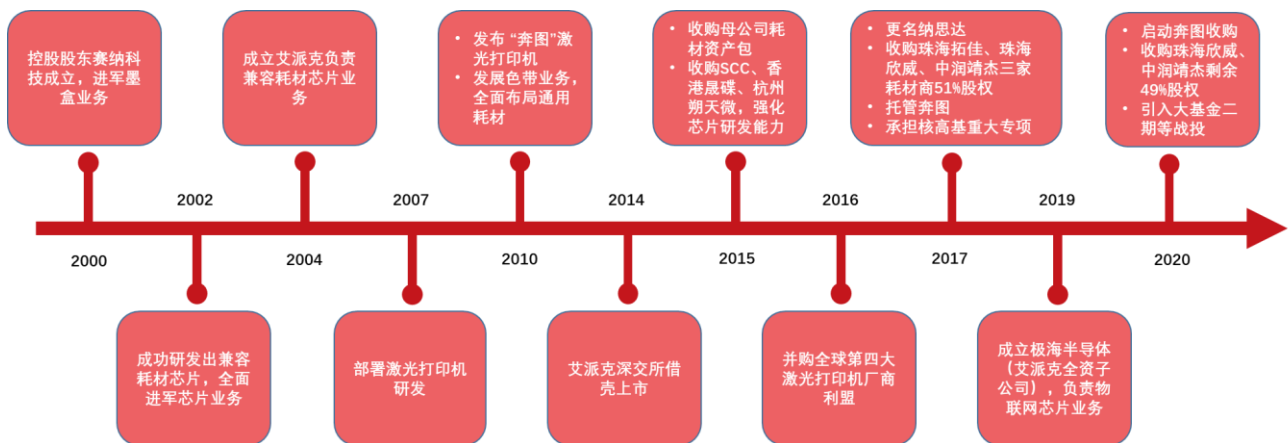 控股股东赛纳科
技成立，进军墨
盒业务
成立艾派克负责
兼容耗材芯片业
务
• 发布 “奔图”激
光打印机
• 发展色带业务，
全面布局通用
耗材
• 收购母公司耗
材资产包
• 收购SCC、香
港晟碟、杭州
朔天微，强化
芯片研发能力
• 更名纳思达
• 收购珠海拓佳、珠海
欣威、中润靖杰三家
耗材商51%股权
• 托管奔图
• 承担核高基重大专项
• 启动奔图收购
• 收购珠海欣威、
中润靖杰剩余
49%股权
• 引入大基金二
期等战投
2002
2007
2014
2016
2019
2000
2004
2010
2015
2017
2020
成功研发出兼容
耗材芯片，全面
进军芯片业务
部署激光打印机
研发
艾派克深交所借
壳上市
并购全球第四大
激光打印机厂商
利盟
成立极海半导体
（艾派克全资子
公司），负责物
联网芯片业务